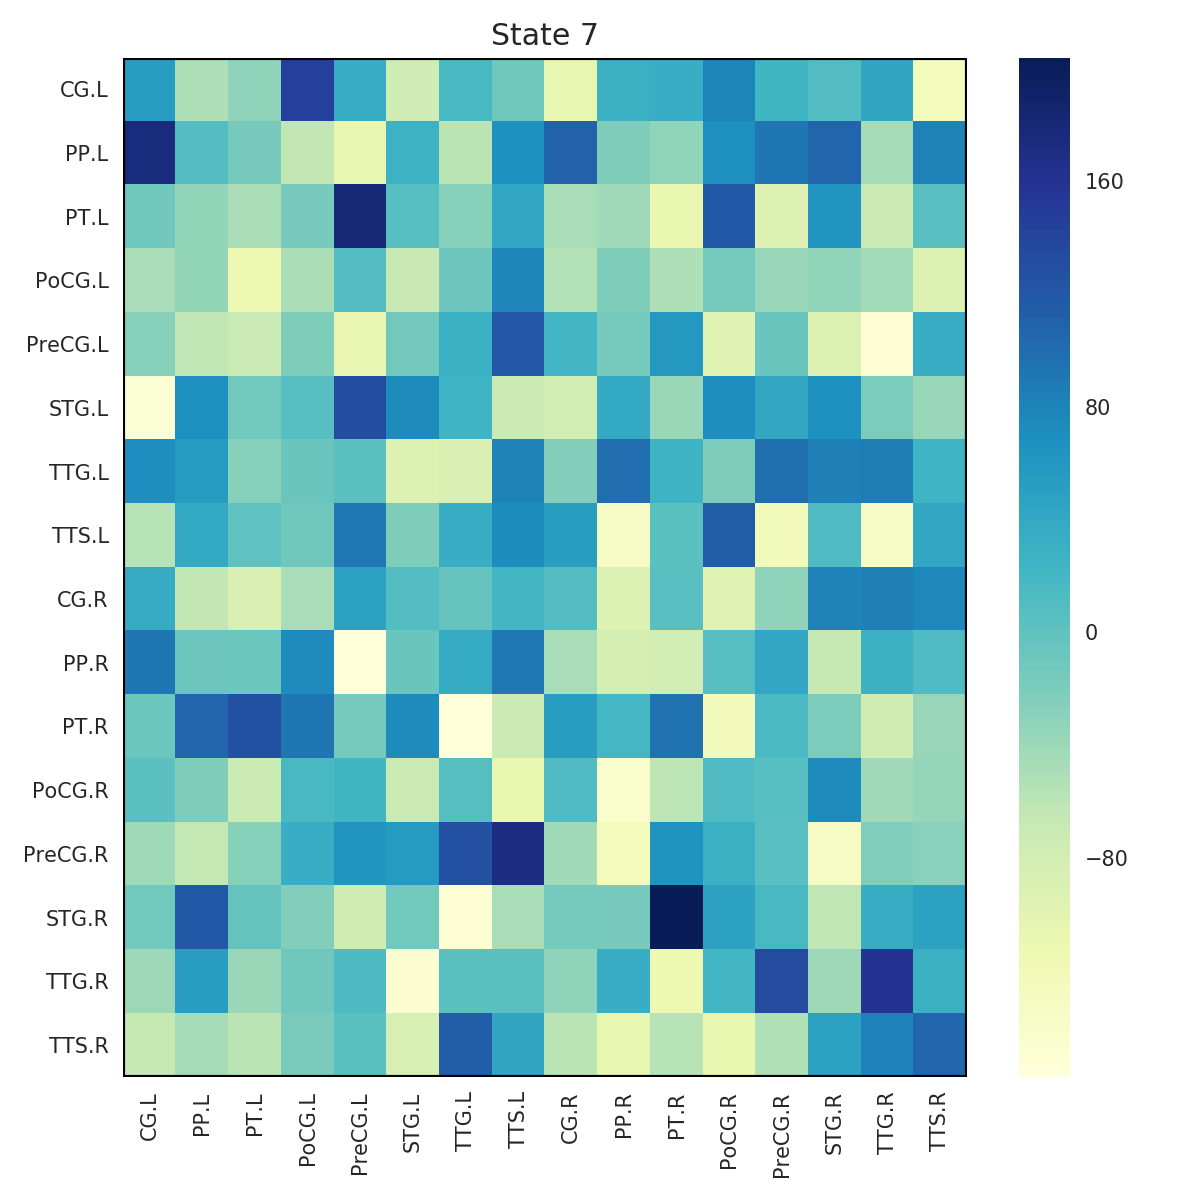 State 7
CG.L
PP.L
PT.L
PoCG.L
PreCG.L
STG.L
TTG.L
TTS.L
CG.R
PP.R
PT.R
PoCG.R
PreCG.R
STG.R
TTG.R
TTS.R
CG.L
PP.L
PT.L
PoCG.L
PreCG.L
STG.L
TTG.L
TTS.L
CG.R
PP.R
PT.R
PoCG.R
PreCG.R
STG.R
TTG.R
TTS.R
160
80
0
−80